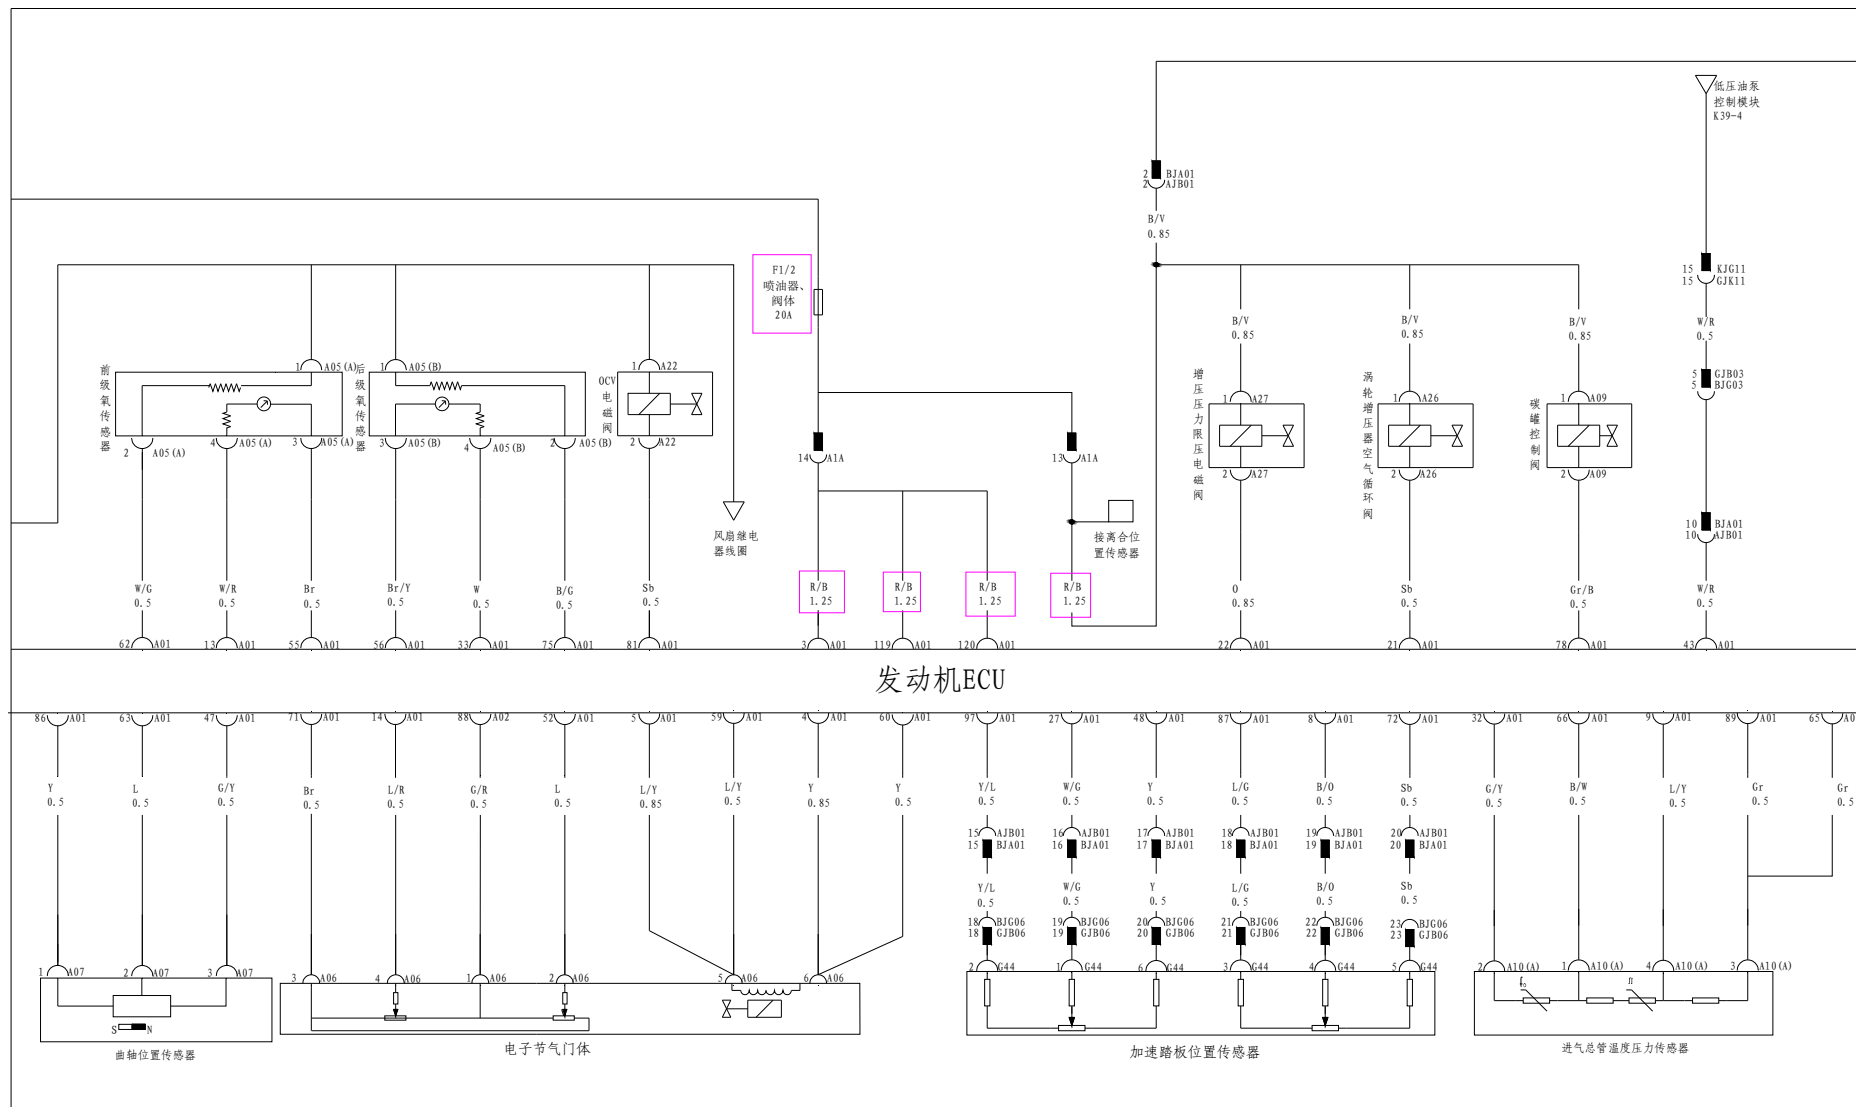 低压油泵
控制模块
K39-4
2 BJA01
2 AJB01
B/V
0.85
F1/2
喷油器、
阀体
20A
15 KJG11
15 GJK11
B/V
0.85
B/V
0.85
B/V
0.85
W/R
0.5
前级氧传感器
1 A05(A)
后级氧传感器
1 A05(B)
OCV电磁阀
1 A22
5 GJB03
5 BJG03
增压压力限压电磁阀
1 A27
涡轮增压器空气循环阀
1 A26
碳罐控制阀
1 A09
2 A05(A)
4 A05(A)
3 A05(A)
3 A05(B)
4 A05(B)
2 A05(B)
2 A22
14 A1A
13 A1A
2 A27
2 A26
2 A09
风扇继电
器线圈
接离合位
置传感器
10 BJA01
10 AJB01
W/G
0.5
W/R
0.5
Br
0.5
Br/Y
0.5
W
0.5
B/G
0.5
Sb
0.5
R/B
1.25
R/B
1.25
R/B
1.25
R/B
1.25
O
0.85
Sb
0.5
Gr/B
0.5
W/R
0.5
62 A01
13 A01
55 A01
56 A01
33 A01
75 A01
81 A01
3 A01
119 A01
120 A01
22 A01
21 A01
78 A01
43 A01
发动机ECU
86 A01
63 A01
47 A01
71 A01
14 A01
88 A02
52 A01
5 A01
59 A01
4 A01
60 A01
97 A01
27 A01
48 A01
87 A01
8 A01
72 A01
32 A01
66 A01
9 A01
89 A01
65 A0
Y
0.5
L
0.5
G/Y
0.5
Br
0.5
L/R
0.5
G/R
0.5
L
0.5
L/Y
0.85
L/Y
0.5
Y
0.85
Y
0.5
Y/L
0.5
W/G
0.5
Y
0.5
L/G
0.5
B/O
0.5
Sb
0.5
G/Y
0.5
B/W
0.5
L/Y
0.5
Gr
0.5
Gr
0.5
15 AJB01
15 BJA01
16 AJB01
16 BJA01
17 AJB01
17 BJA01
18 AJB01
18 BJA01
19 AJB01
19 BJA01
20 AJB01
20 BJA01
Y/L
0.5
W/G
0.5
Y
0.5
L/G
0.5
B/O
0.5
Sb
0.5
18 BJG06
18 GJB06
19 BJG06
19 GJB06
20 BJG06
20 GJB06
21 BJG06
21 GJB06
22 BJG06
22 GJB06
23 BJG06
23 GJB06
1 A07
2 A07
3 A07
3 A06
4 A06
1 A06
2 A06
5 A06
6 A06
2 G44
1 G44
6 G44
3 G44
4 G44
5 G44
2 A10(A)
1 A10(A)
4 A10(A)
3 A10(A)
S N
曲轴位置传感器
电子节气门体
加速踏板位置传感器
进气总管温度压力传感器